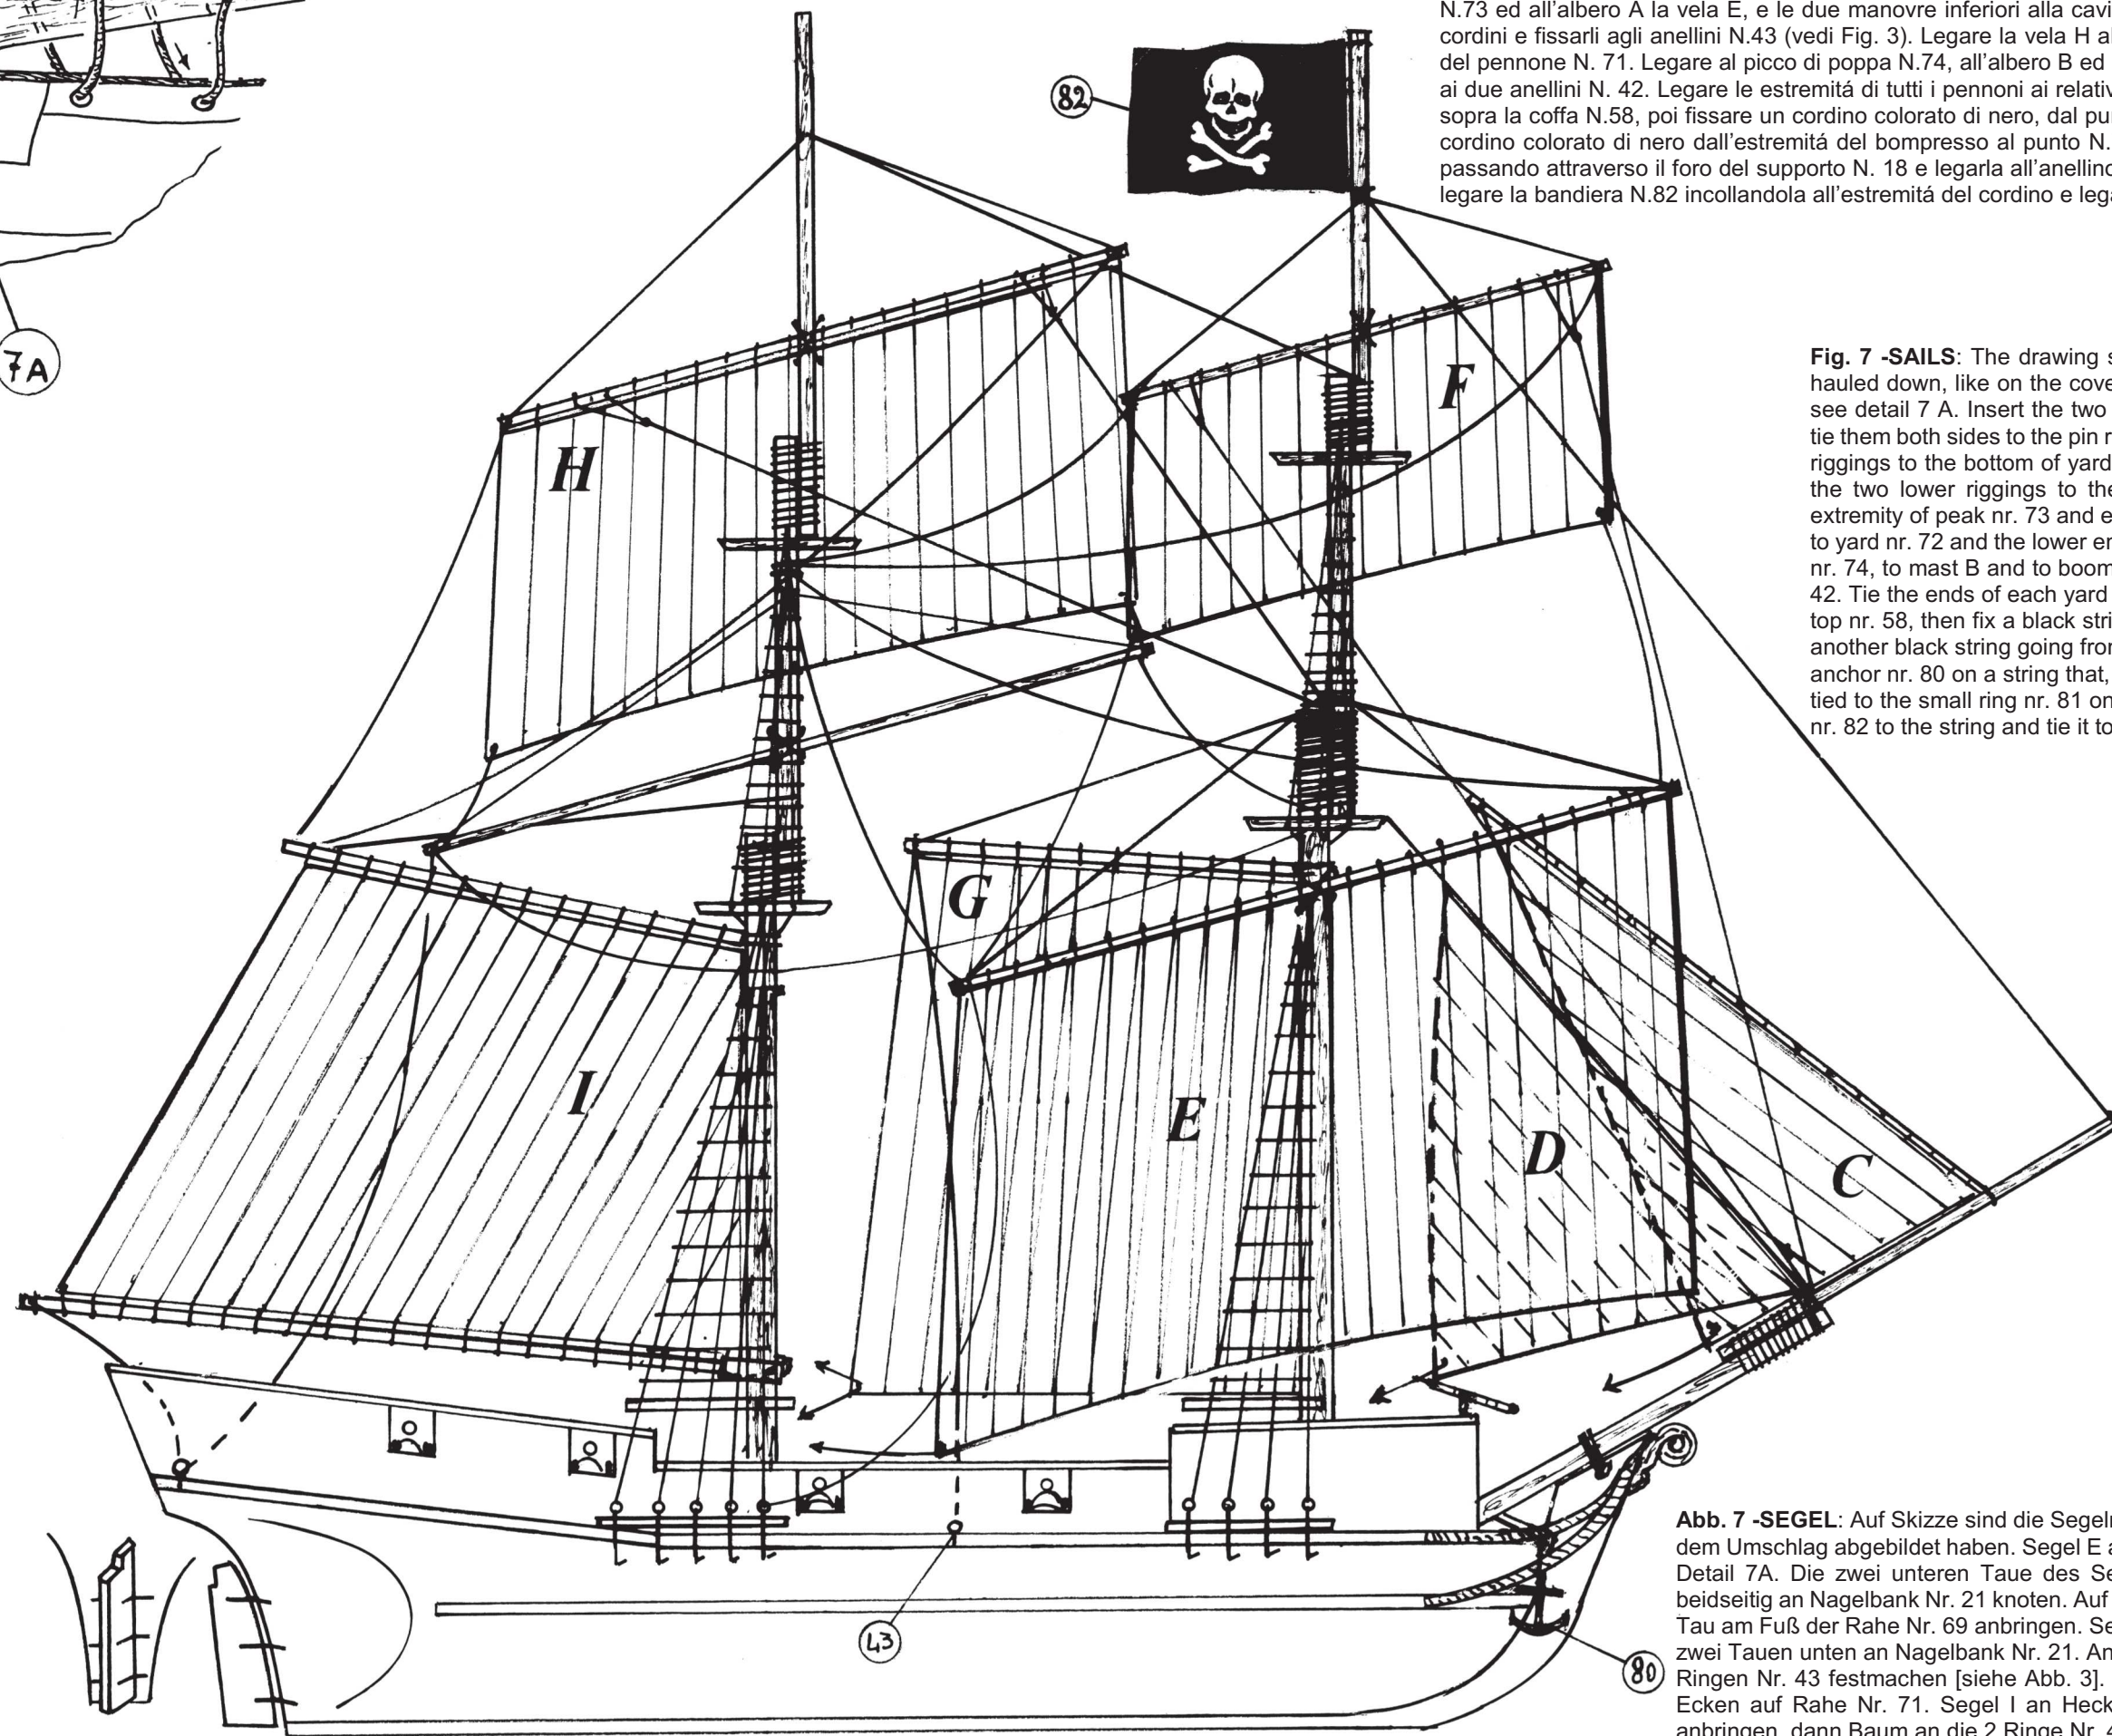 N.73 ed all'albero A la vela E, e le due manovre inferiori alla cavi
cordini e fissarli agli anellini N.43 (vedi Fig. 3). Legare la vela H al
del pennone N. 71. Legare al picco di poppa N.74, all'albero B ed
ai due anellini N. 42. Legare le estremitá di tutti i pennoni ai relativ
sopra la coffa N.58, poi fissare un cordino colorato di nero, dal pu
cordino colorato di nero dall'estremitá del bompresso al punto N.
passando attraverso il foro del supporto N. 18 e legarla all'anellino
legare la bandiera N.82 incollandola all'estremitá del cordino e lega
82
7A
Fig. 7 -SAILS: The drawing s
hauled down, like on the cove
see detail 7 A. Insert the two
tie them both sides to the pin r
riggings to the bottom of yard
the two lower riggings to the
extremity of peak nr. 73 and e
to yard nr. 72 and the lower er
nr. 74, to mast B and to boom
42. Tie the ends of each yard
top nr. 58, then fix a black stri
another black string going fror
anchor nr. 80 on a string that,
tied to the small ring nr. 81 on
nr. 82 to the string and tie it to
F
H
G
I
E
D
C
Abb. 7 -SEGEL: Auf Skizze sind die Segeln
dem Umschlag abgebildet haben. Segel E a
Detail 7A. Die zwei unteren Taue des Se
beidseitig an Nagelbank Nr. 21 knoten. Auf
Tau am Fuß der Rahe Nr. 69 anbringen. Se
zwei Tauen unten an Nagelbank Nr. 21. An
Ringen Nr. 43 festmachen [siehe Abb. 3].
Ecken auf Rahe Nr. 71. Segel I an Heck
anbringen, dann Baum an die 2 Ringe Nr. 4
43
80